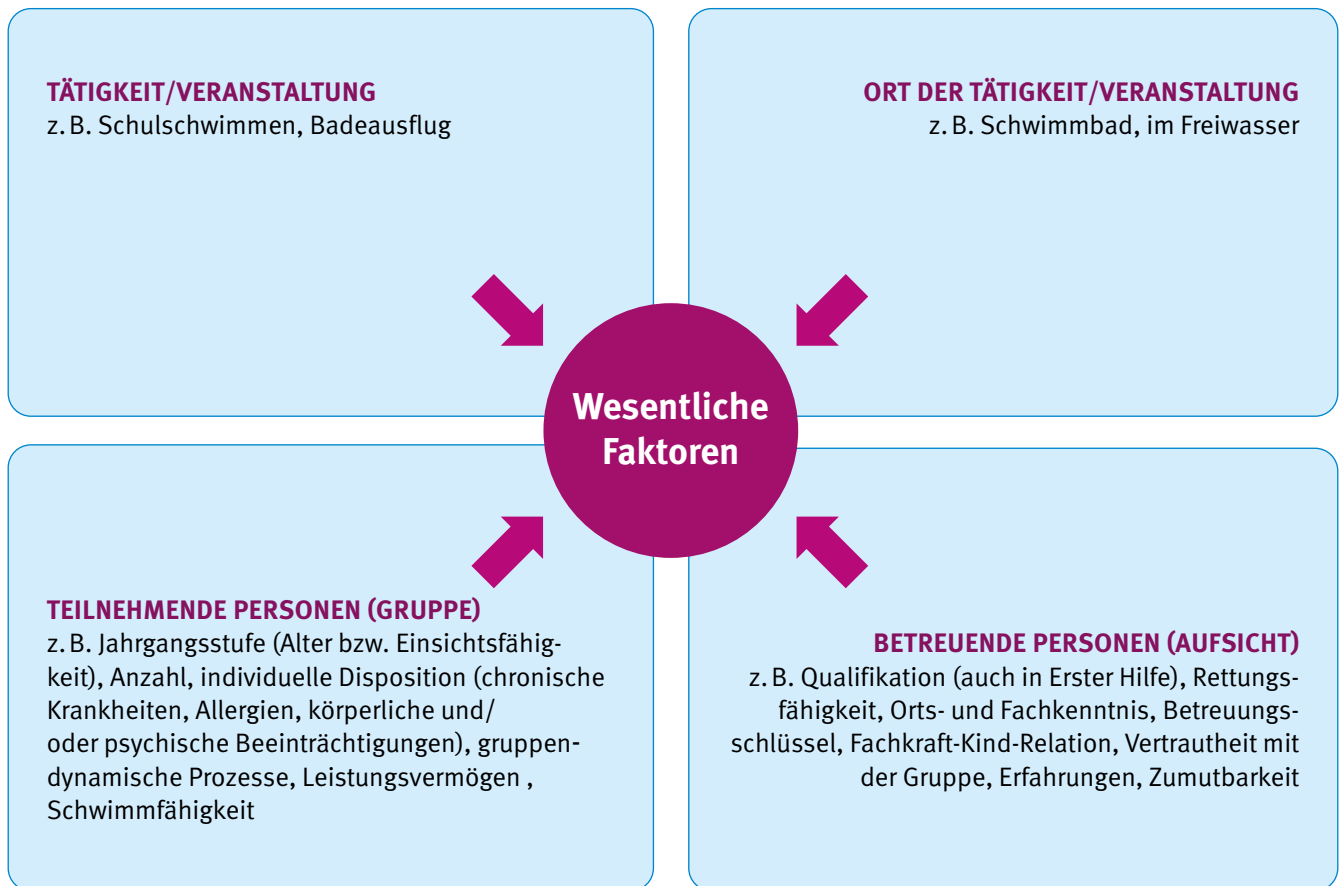 TÄTIGKEIT/VERANSTALTUNG
z. B. Schulschwimmen, Badeausflug
ORT DER TÄTIGKEIT/VERANSTALTUNG
z. B. Schwimmbad, im Freiwasser
Wesentliche
Faktoren
TEILNEHMENDE PERSONEN (GRUPPE)
z. B. Jahrgangsstufe (Alter bzw. Einsichtsfähig-
keit), Anzahl, individuelle Disposition (chronische
Krankheiten, Allergien, körperliche und/
oder psychische Beeinträchtigungen), gruppen-
dynamische Prozesse, Leistungsvermögen ,
Schwimmfähigkeit
BETREUENDE PERSONEN (AUFSICHT)
z. B. Qualifikation (auch in Erster Hilfe), Rettungs-
fähigkeit, Orts- und Fachkenntnis, Betreuungs-
schlüssel, Fachkraft-Kind-Relation, Vertrautheit mit
der Gruppe, Erfahrungen, Zumutbarkeit